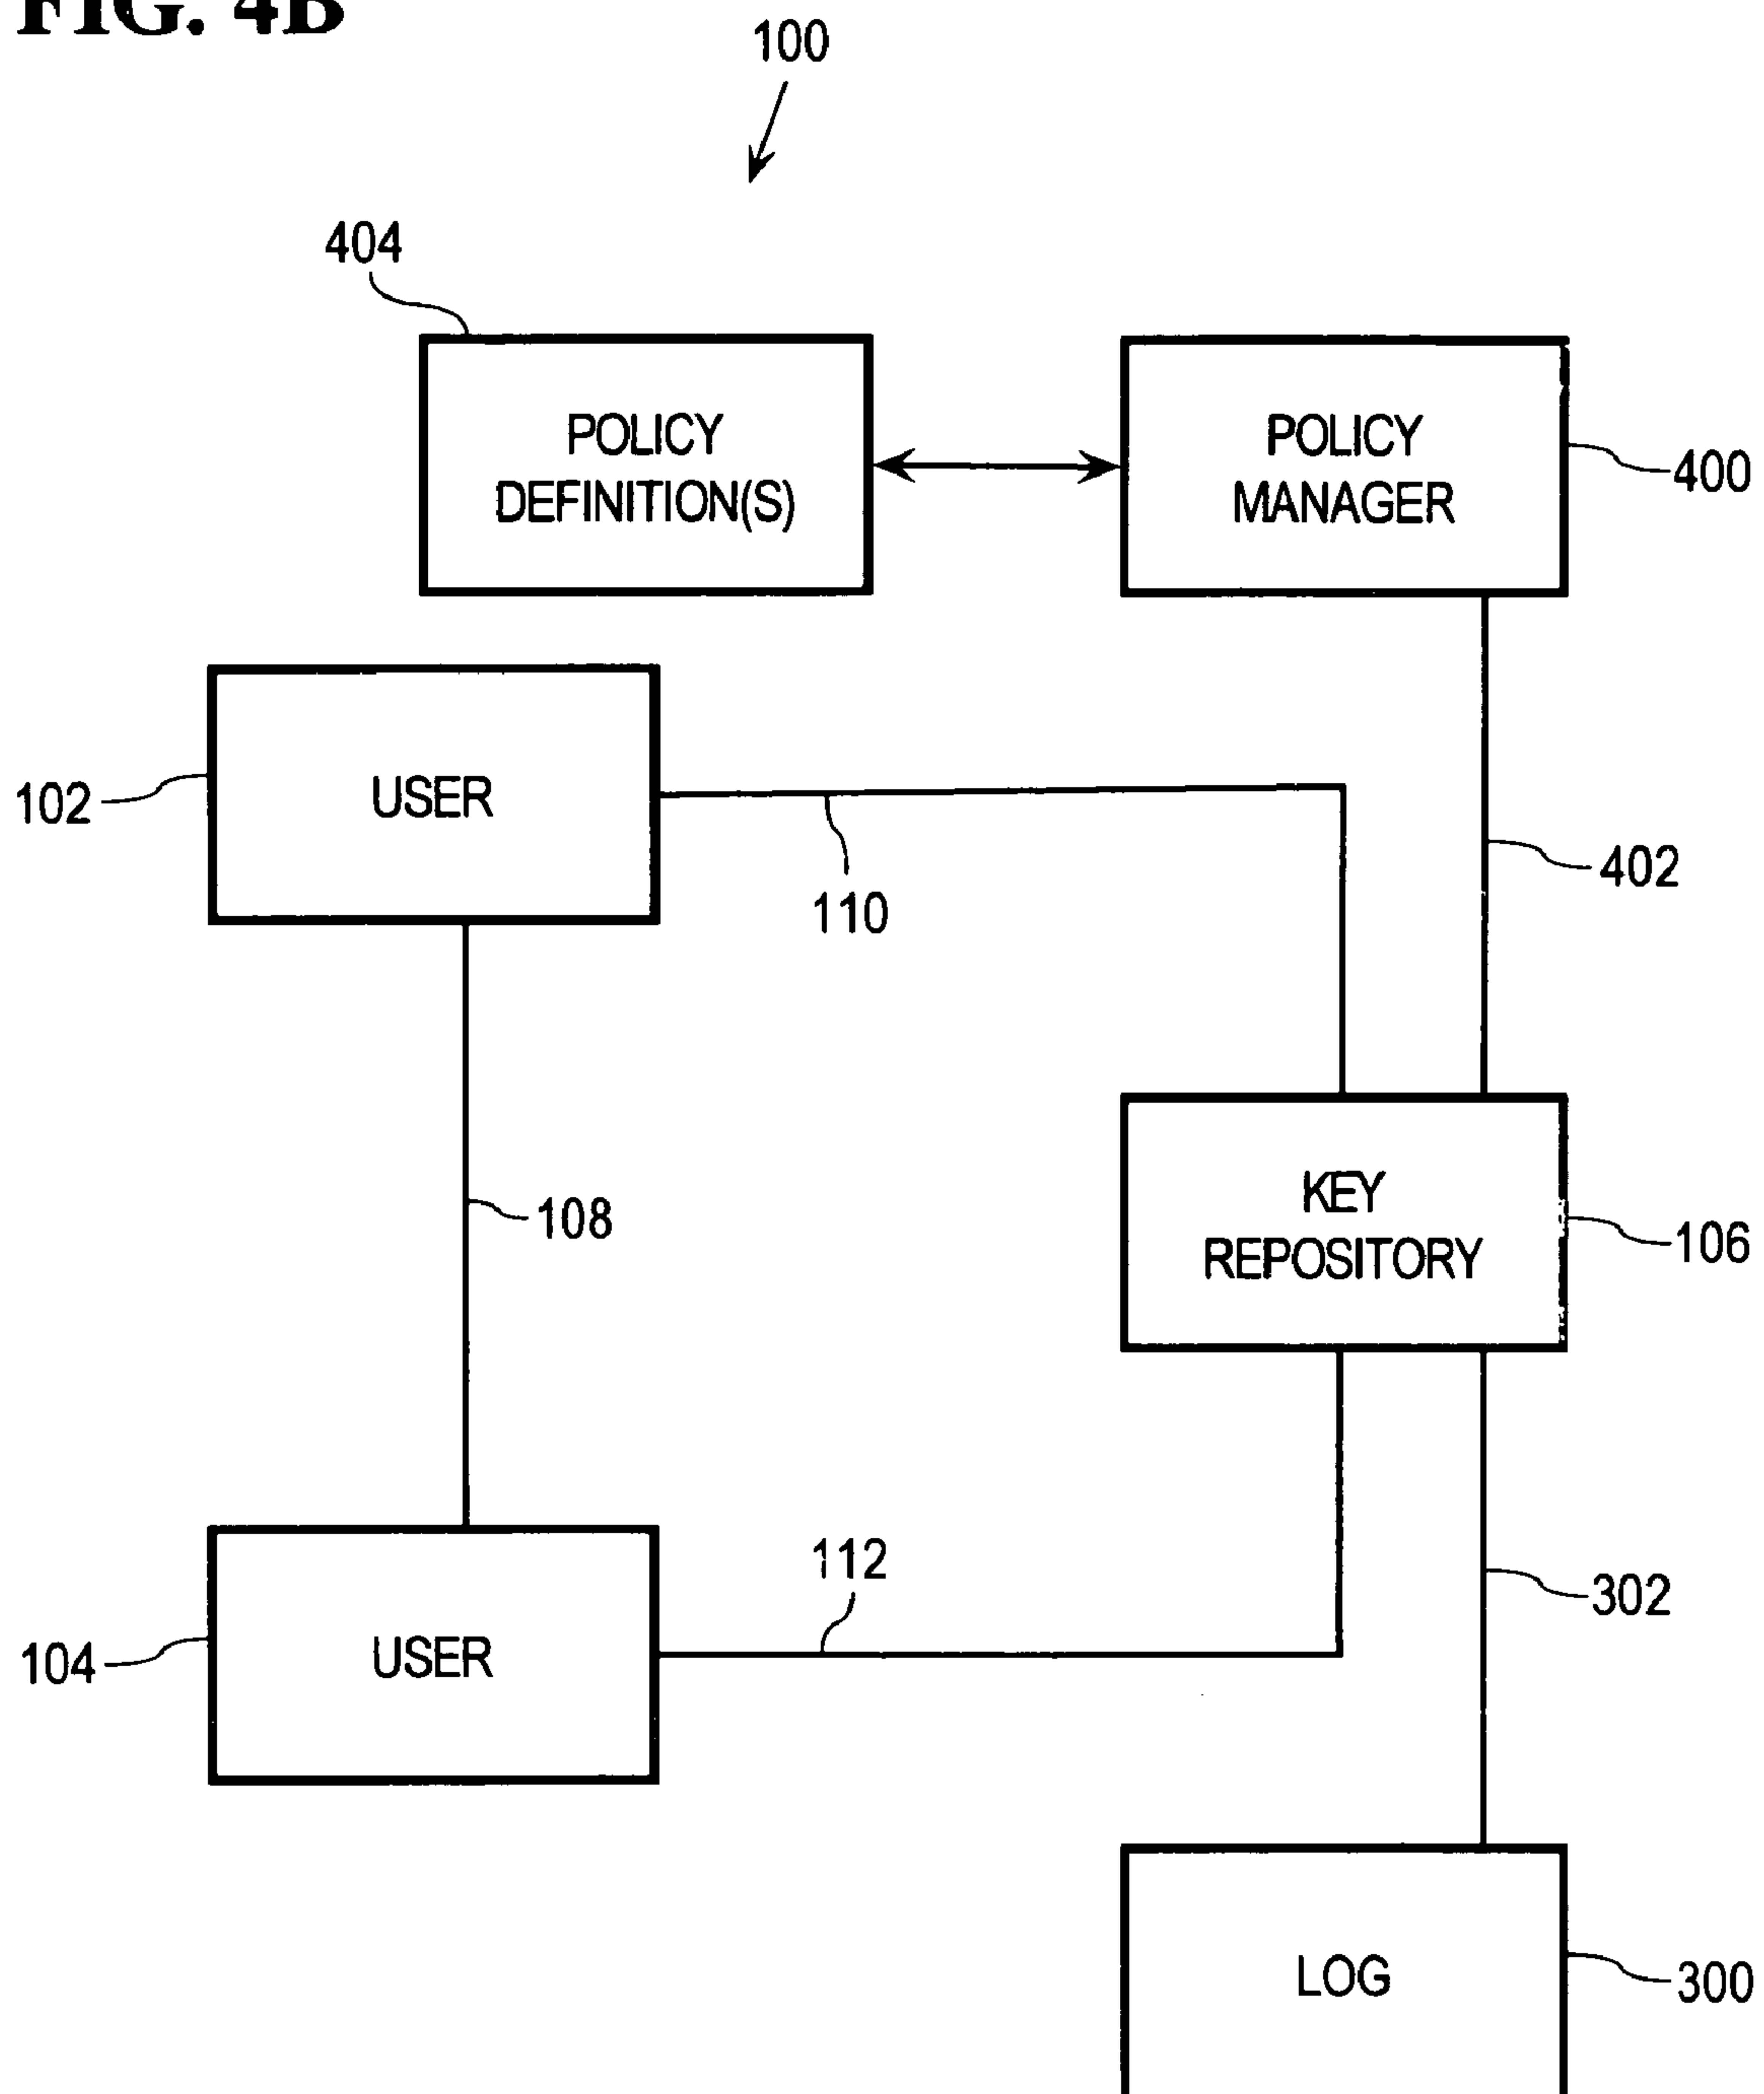 FIG. 4B
100
404
POLICY
DEFINITION(S)
POLICY
MANAGER
400
102
USER
110
402
108
KEY
REPOSITORY
106
112
104
USER
302
LOG
300